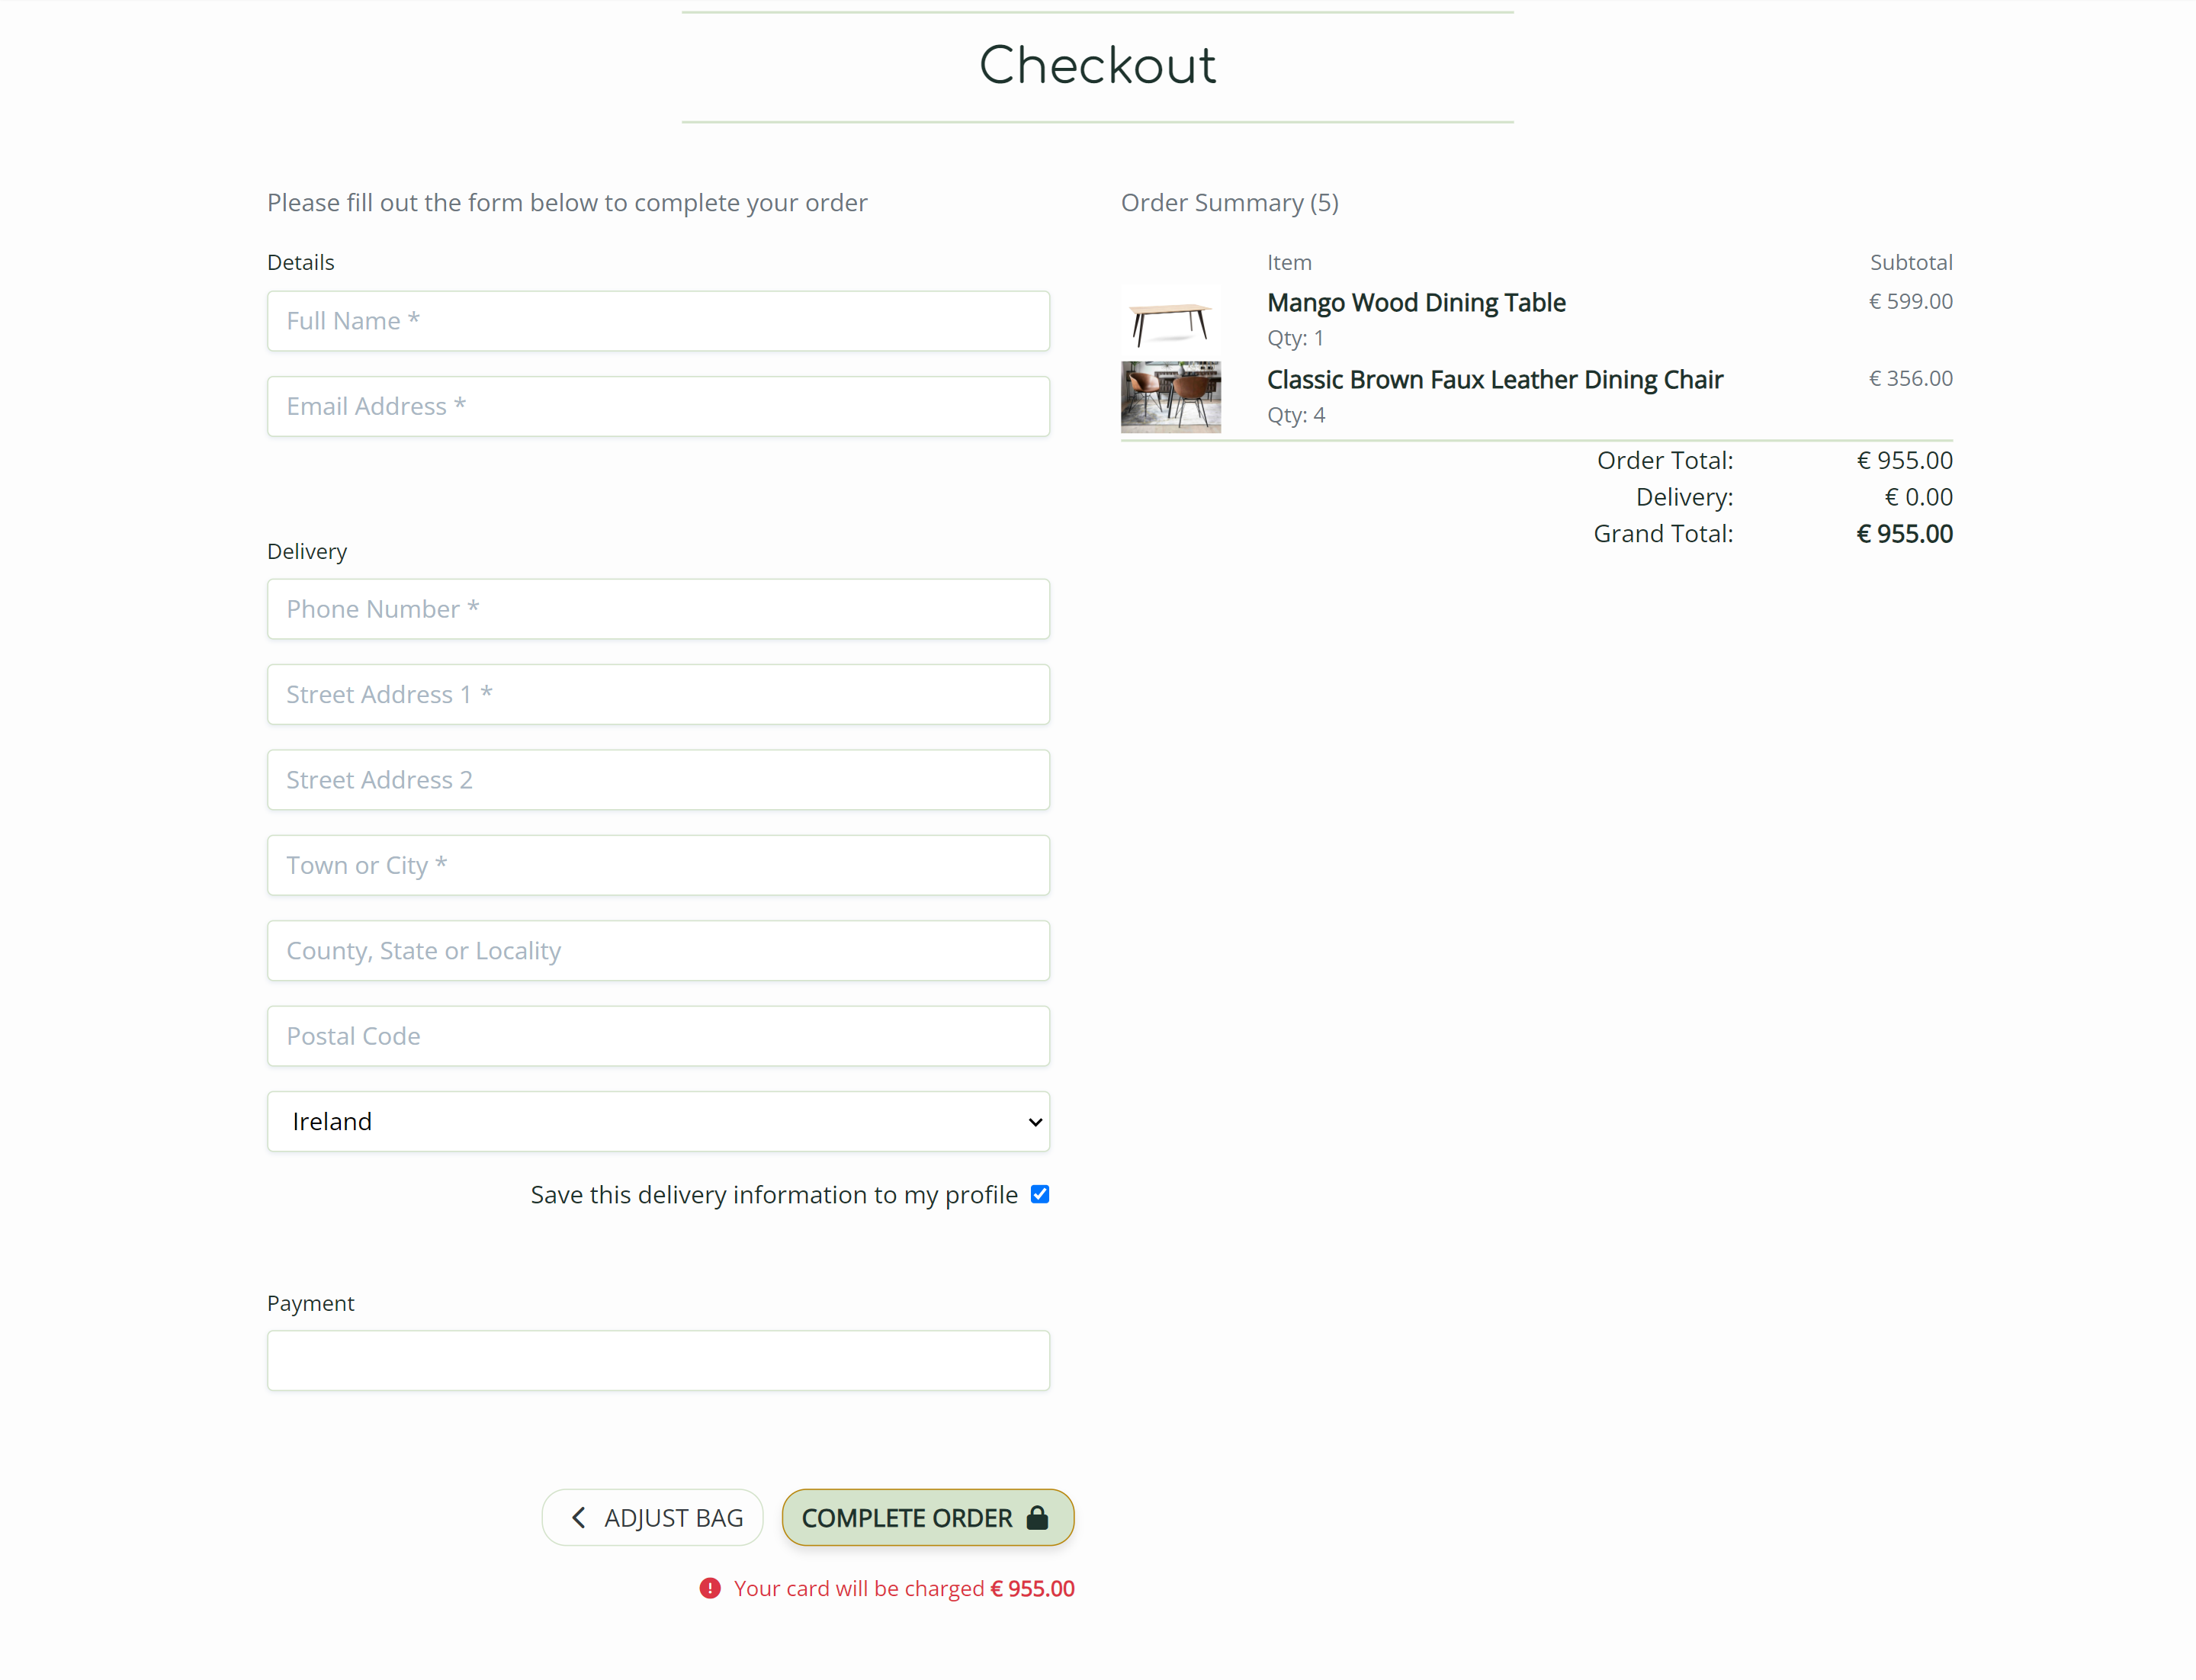 Checkout
Please fill out the form below to complete your order
Details
Full Name *
Email Address *
Delivery
Phone Number *
Street Address 1 *
Street Address 2
Town or City *
County, State or Locality
Postal Code
Ireland
Save this delivery information to my profile
Payment
ADJUST BAG
COMPLETE ORDER
Your card will be charged € 955.00
Order Summary (5)
Item Subtotal
Mango Wood Dining Table € 599.00
Qty: 1
Classic Brown Faux Leather Dining Chair € 356.00
Qty: 4
Order Total: € 955.00
Delivery: € 0.00
Grand Total: € 955.00